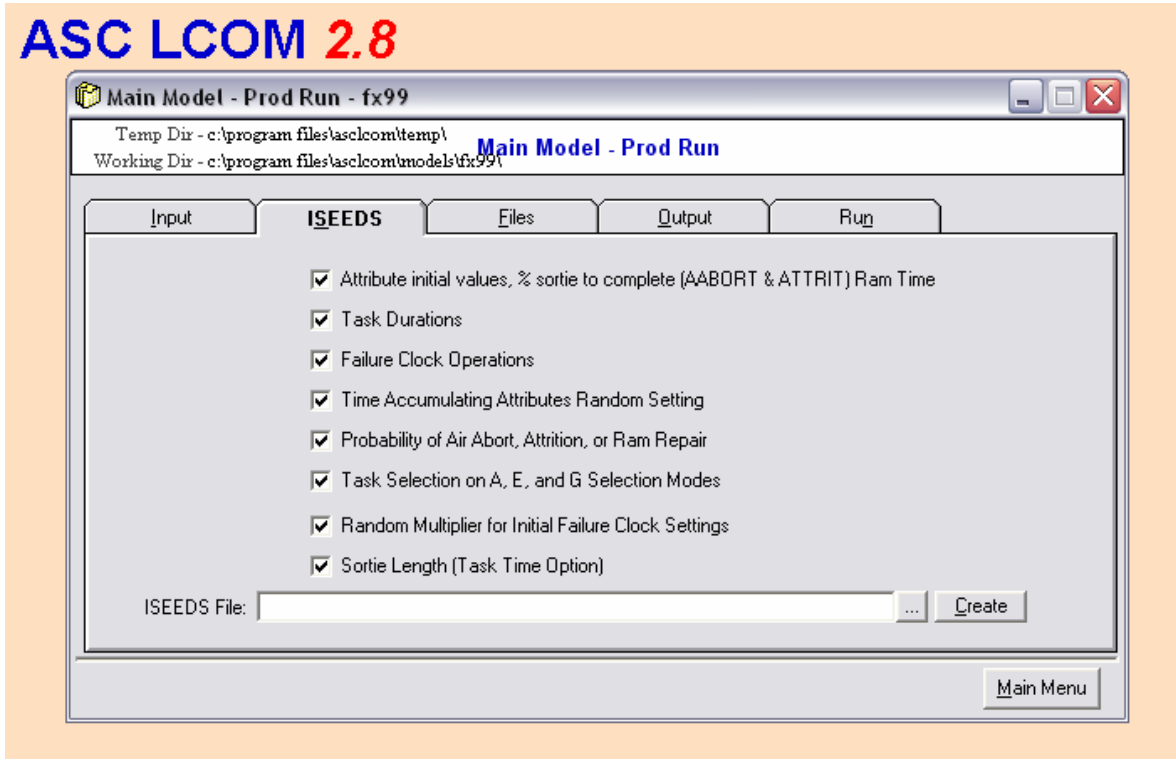 ASC LCOM 2.8
Main Model - Prod Run - fx99
Temp Dir - c:\program files\asclcom\temp\
Main Model - Prod Run
Working Dir - c:\program files\asclcom\models\fx99\
Input ISEEDS Files Output Run
Attribute initial values, % sortie to complete (AABORT & ATTRIT) Ram Time
Task Durations
Failure Clock Operations
Time Accumulating Attributes Random Setting
Probability of Air Abort, Attrition, or Ram Repair
Task Selection on A, E, and G Selection Modes
Random Multiplier for Initial Failure Clock Settings
Sortie Length (Task Time Option)
ISEEDS File: ... Create
Main Menu